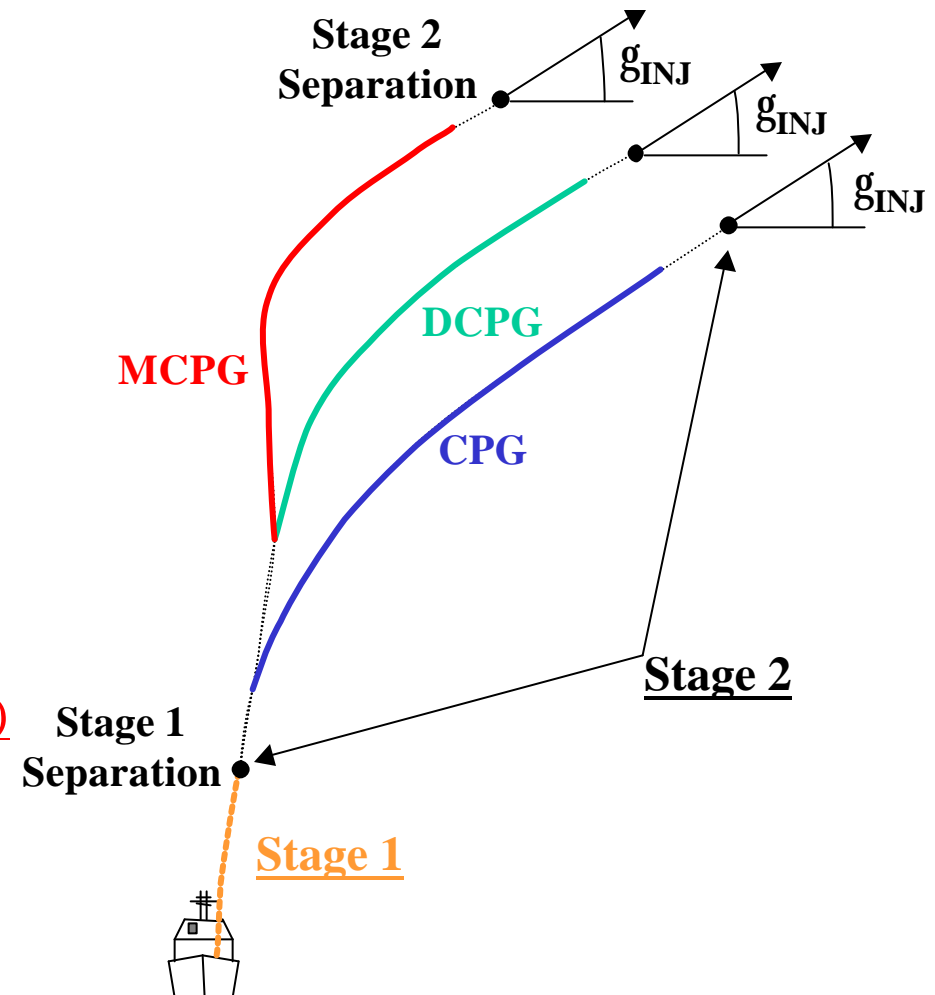 Stage 2
Separation
gINJ
gINJ
gINJ
DCPG
MCPG
CPG
Stage 2
)
Stage 1
Separation
Stage 1